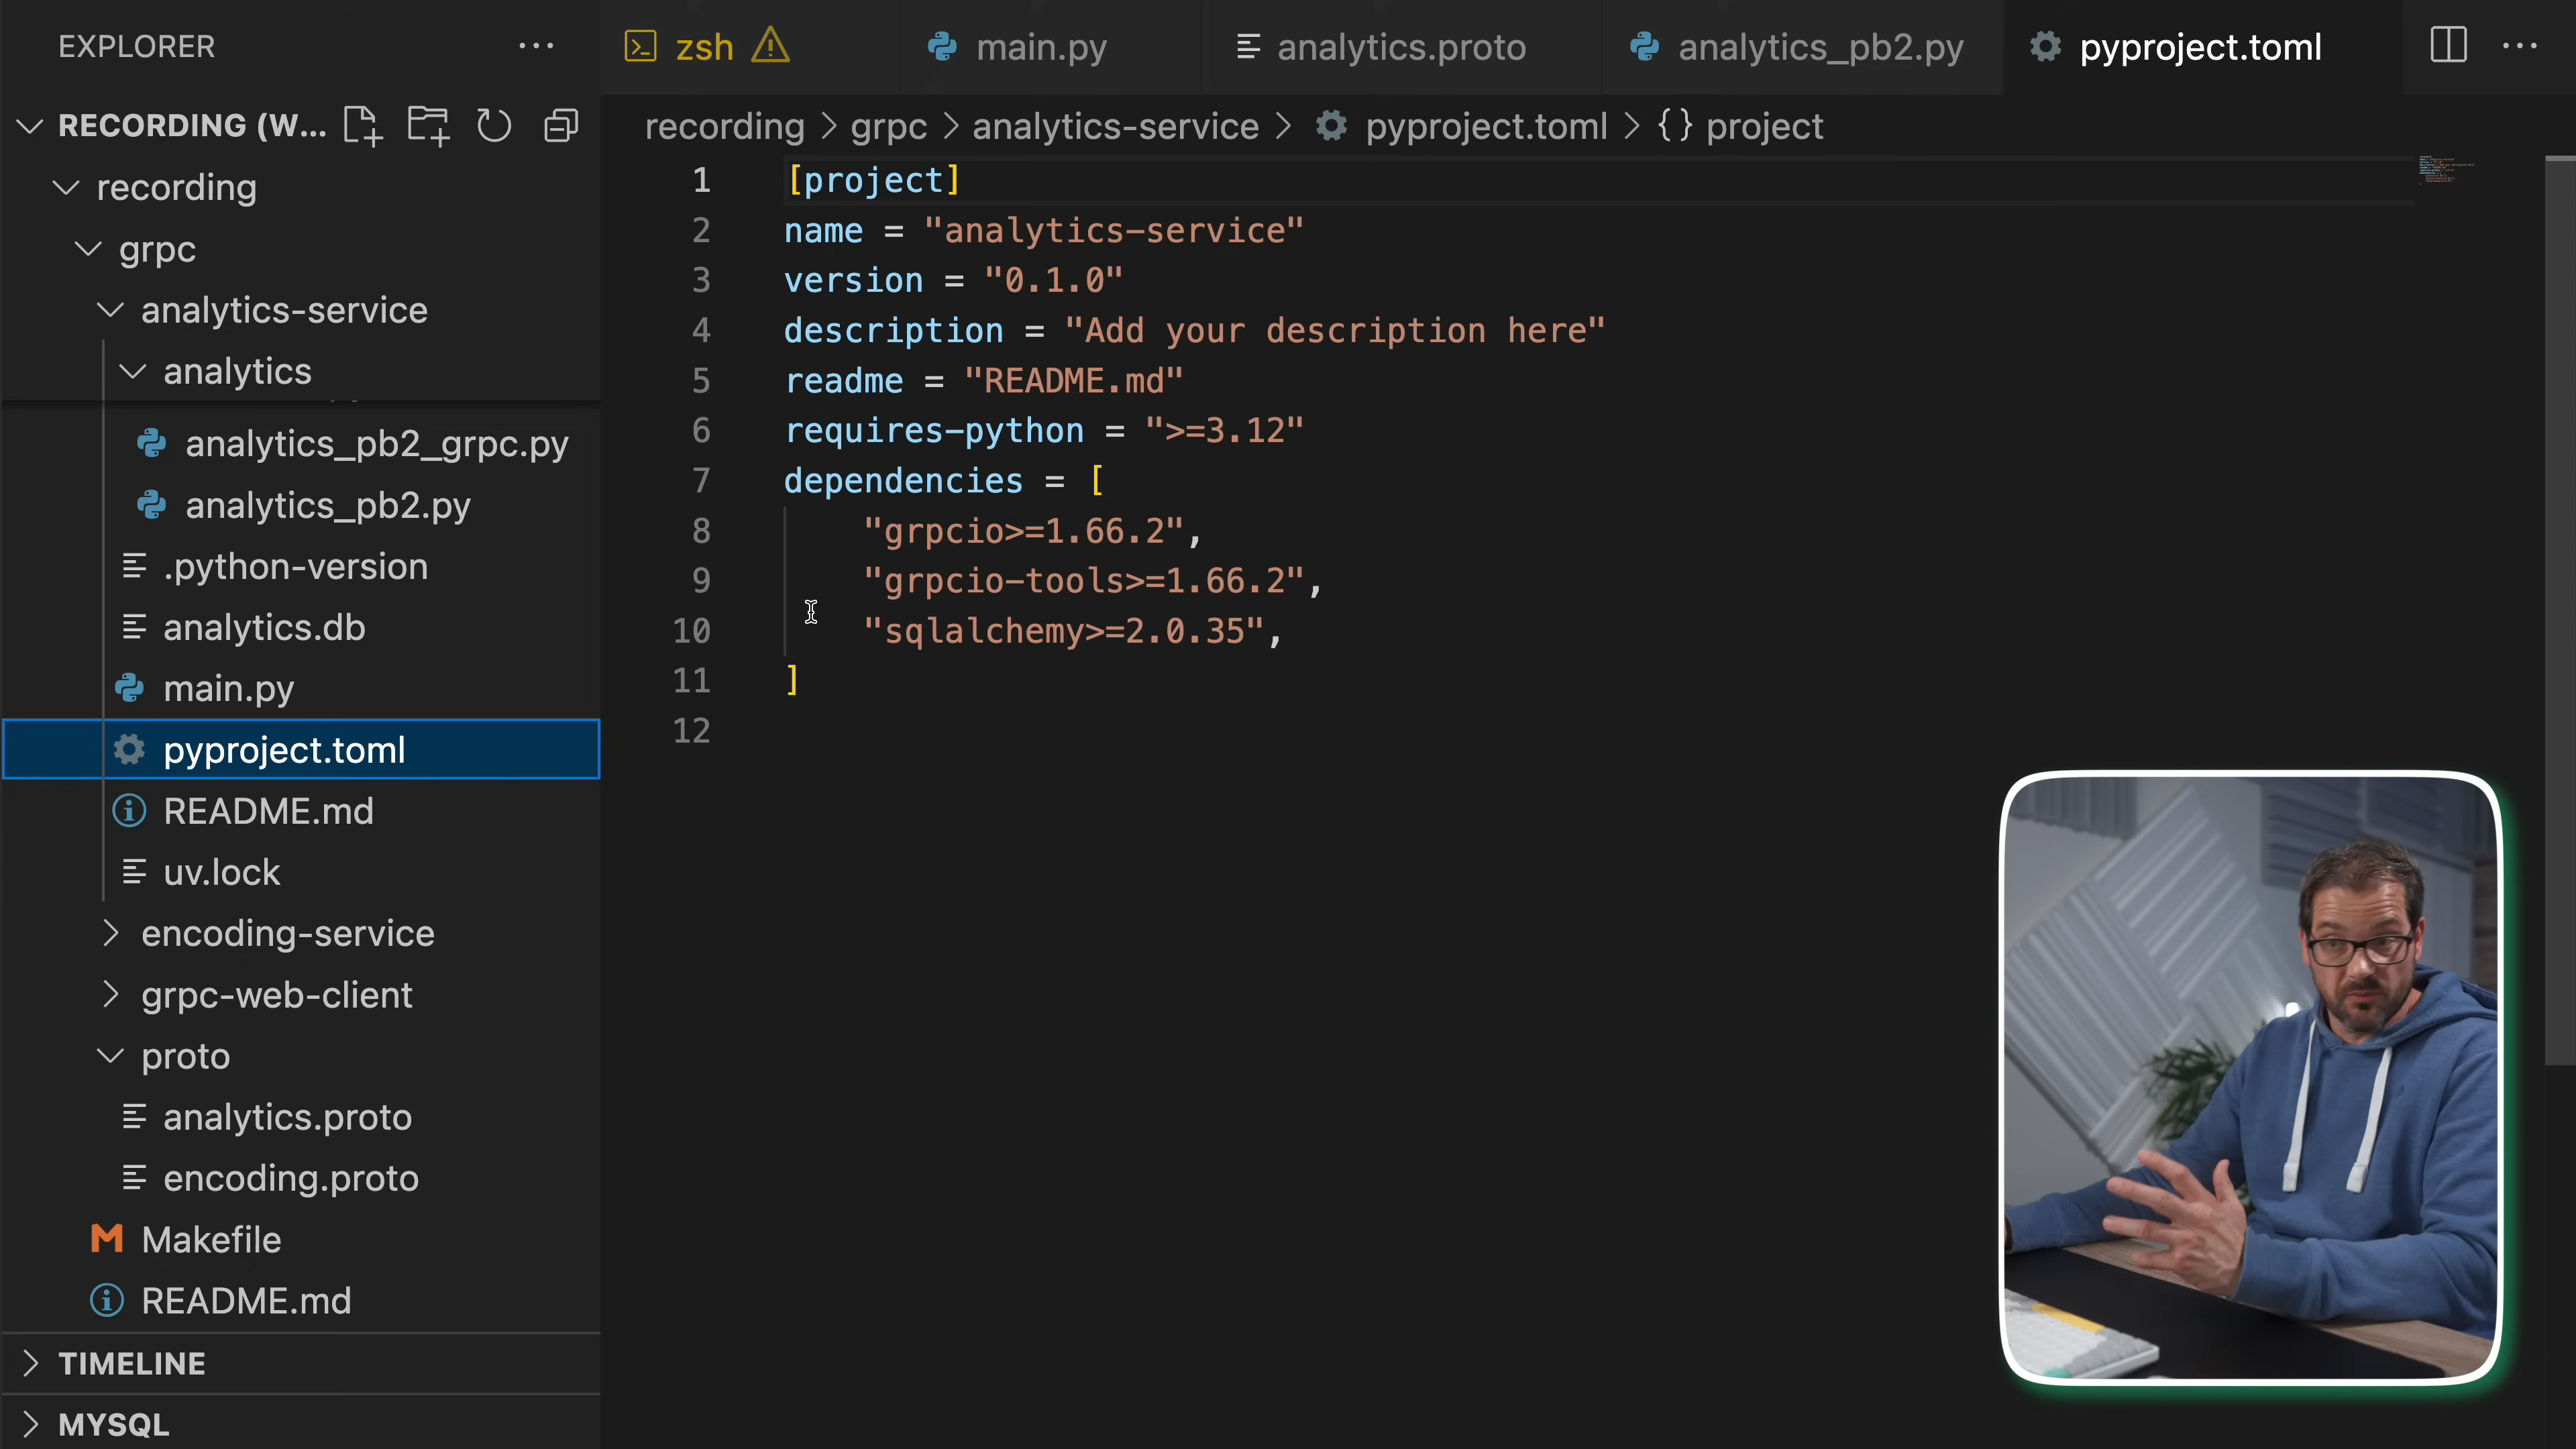 EXPLORER
zsh
main.py
analytics.proto
analytics_pb2.py
pyproject.toml
RECORDING (W...
recording > grpc > analytics-service > pyproject.toml > {} project
recording
grpc
analytics-service
analytics
analytics_pb2_grpc.py
analytics_pb2.py
.python-version
analytics.db
main.py
pyproject.toml
README.md
uv.lock
encoding-service
grpc-web-client
proto
analytics.proto
encoding.proto
Makefile
README.md
TIMELINE
MYSQL
1 [project]
2 name = "analytics-service"
3 version = "0.1.0"
4 description = "Add your description here"
5 readme = "README.md"
6 requires-python = ">=3.12"
7 dependencies = [
8 "grpcio>=1.66.2",
9 "grpcio-tools>=1.66.2",
10 "sqlalchemy>=2.0.35",
11 ]
12